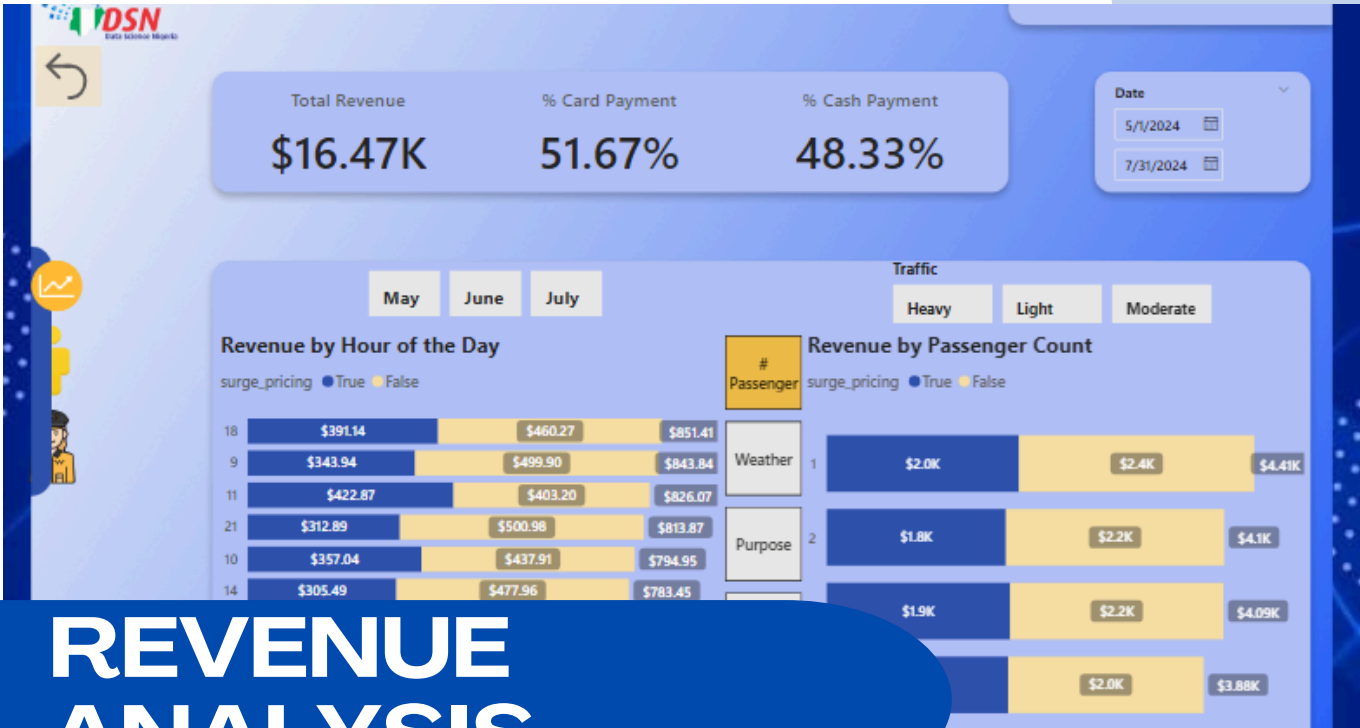 DSN
Data Science Nigeria
Total Revenue
$16.47K
% Card Payment
51.67%
% Cash Payment
48.33%
Date
5/1/2024
7/31/2024
May
June
July
Traffic
Heavy
Light
Moderate
Revenue by Hour of the Day
surge_pricing True False
18 $391.14 $460.27 $851.41
9 $343.94 $499.90 $843.84
11 $422.87 $403.20 $826.07
21 $312.89 $500.98 $813.87
10 $357.04 $437.91 $794.95
14 $305.49 $477.96 $783.45
#
Passenger
Weather
Purpose
Revenue by Passenger Count
surge_pricing True False
1 $2.0K $2.4K $4.41K
2 $1.8K $2.2K $4.1K
$1.9K $2.2K $4.09K
$2.0K $3.88K
REVENUE
ANALYSIS